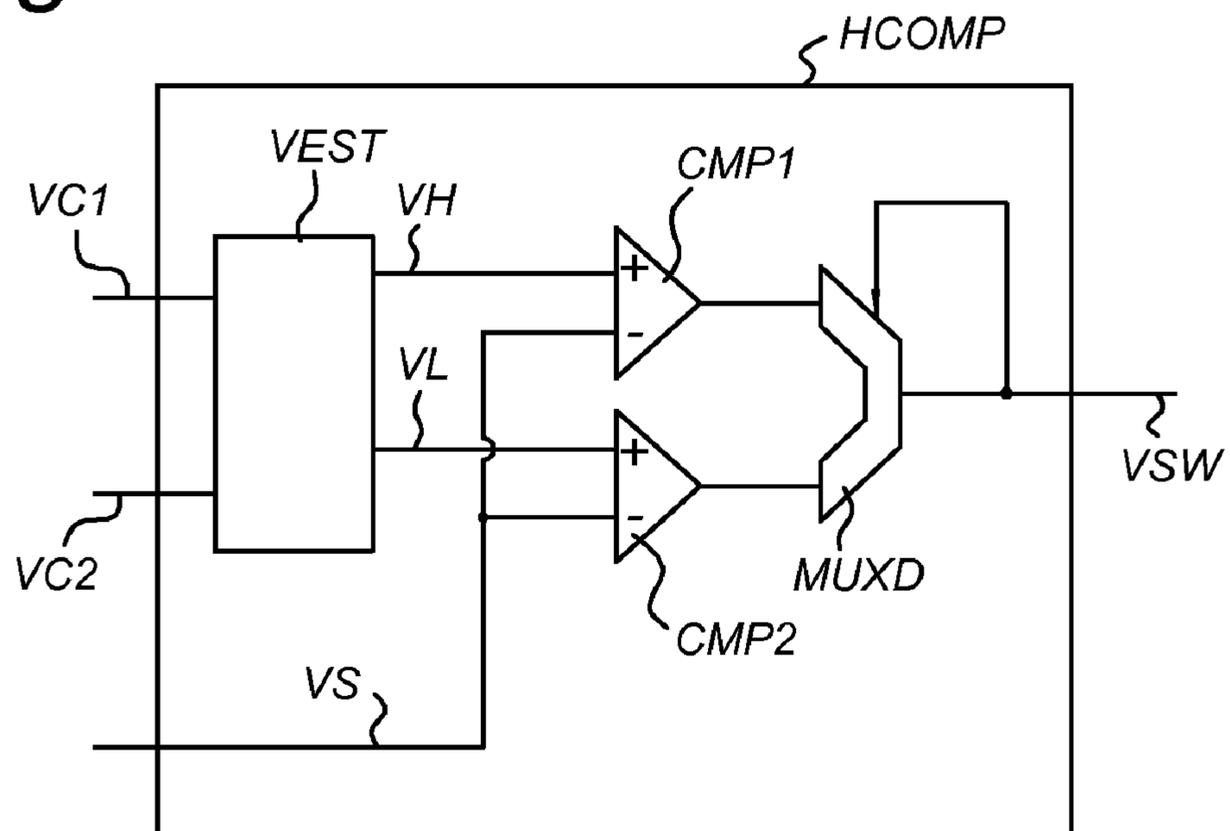 HCOMP
VEST
CMP1
VC1
VH
+
-
VL
+
-
VSW
VC2
MUXD
CMP2
VS